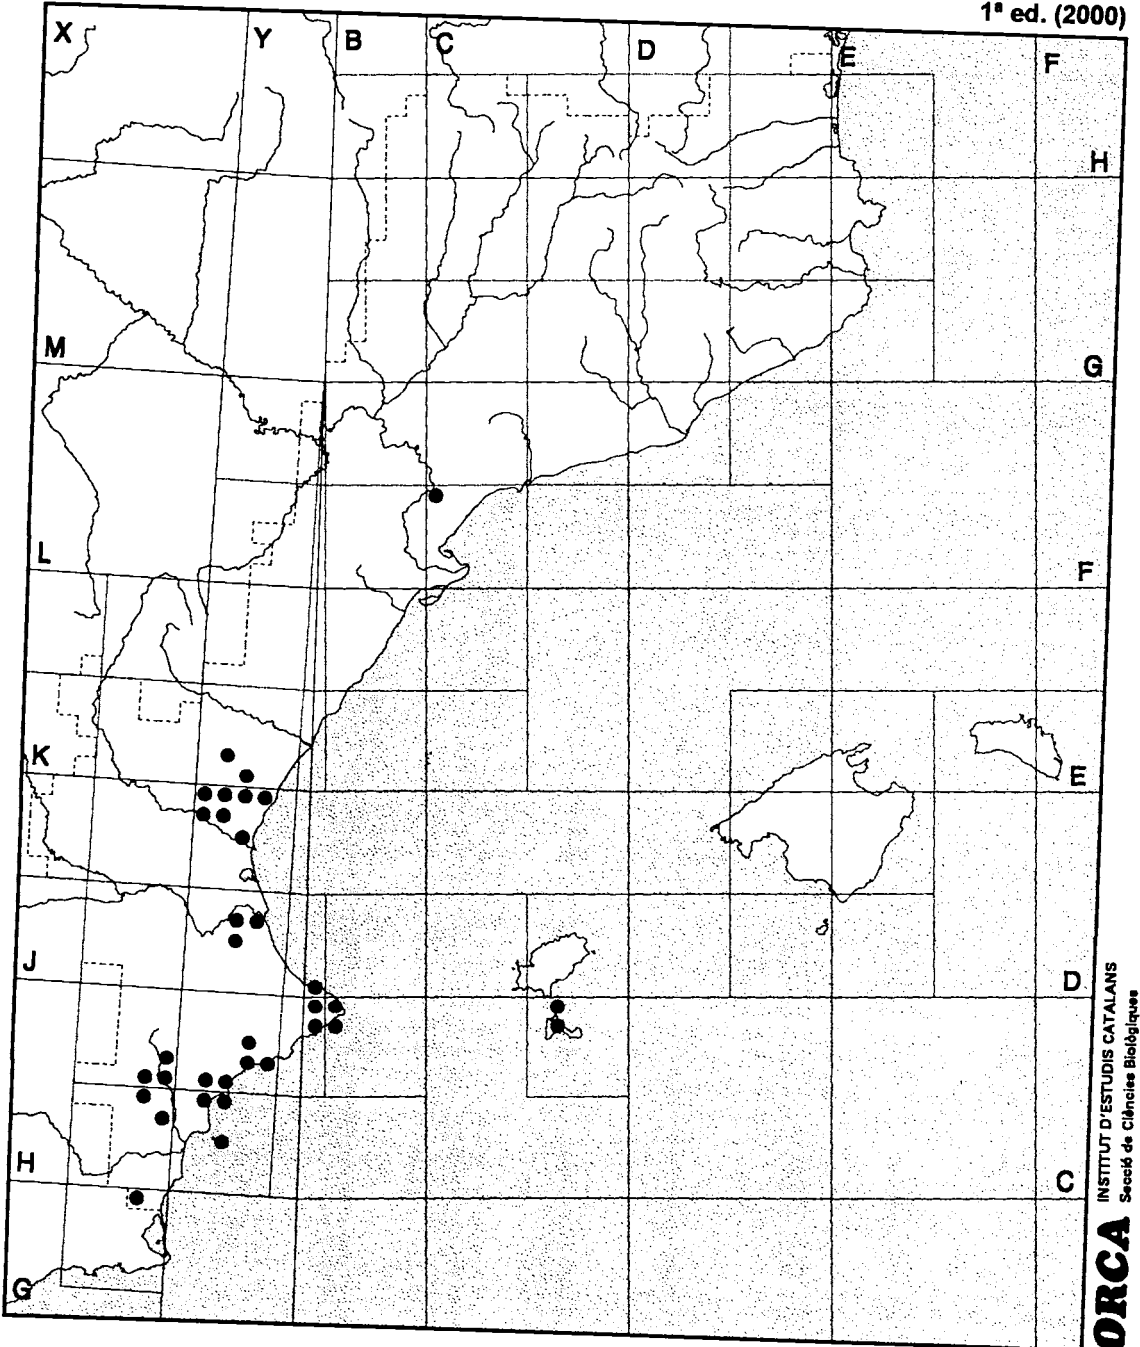 1ª ed. (2000)
X Y B C D E F
H
M G
L F
K E
J D
H C
G
INSTITUT D'ESTUDIS CATALANS
Secció de Ciències Biològiques
ORCA